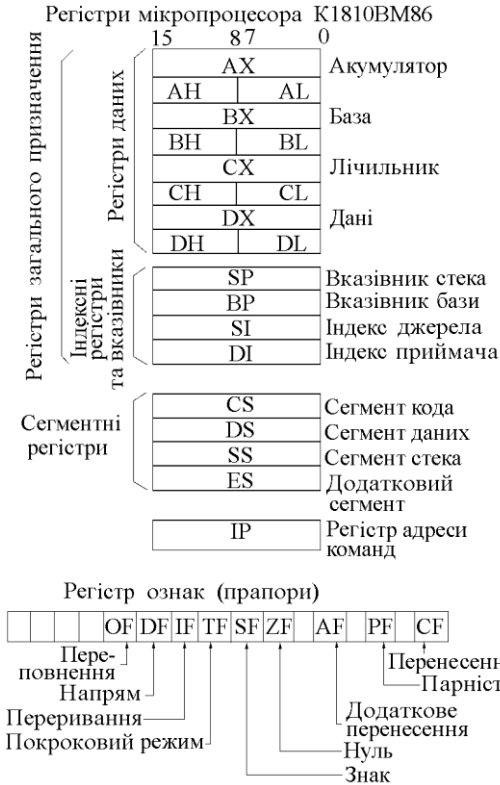 Регістри мікропроцесора К1810ВМ86
15 8 7 0
Регістри загального призначення
Регістри даних
AX Акумулятор
AH AL
BX База
BH BL
CX Лічильник
CH CL
DX Дані
DH DL
Індексні
регістри
та вказівники
SP Вказівник стека
BP Вказівник бази
SI Індекс джерела
DI Індекс приймача
Сегментні
регістри
CS Сегмент кода
DS Сегмент даних
SS Сегмент стека
ES Додатковий
сегмент
IP Регістр адреси
команд
Регістр ознак (прапори)
OF DF IF TF SF ZF AF PF CF
Пере-
повнення
Напрям
Переривання
Покроковий режим
Перенесенн
Парніст
Додаткове
перенесення
Нуль
Знак